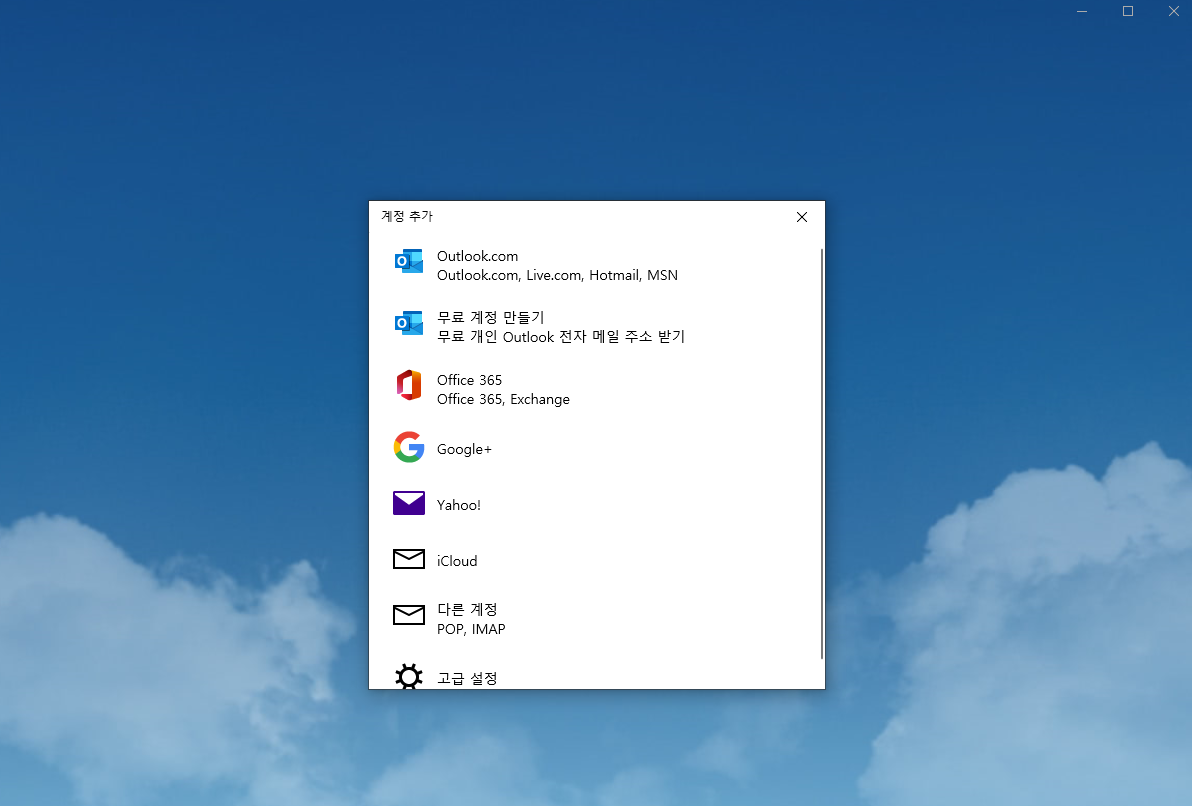 계정 추가
Outlook.com
Outlook.com, Live.com, Hotmail, MSN
무료 계정 만들기
무료 개인 Outlook 전자 메일 주소 받기
Office 365
Office 365, Exchange
Google+
Yahoo!
iCloud
다른 계정
POP, IMAP
고급 설정